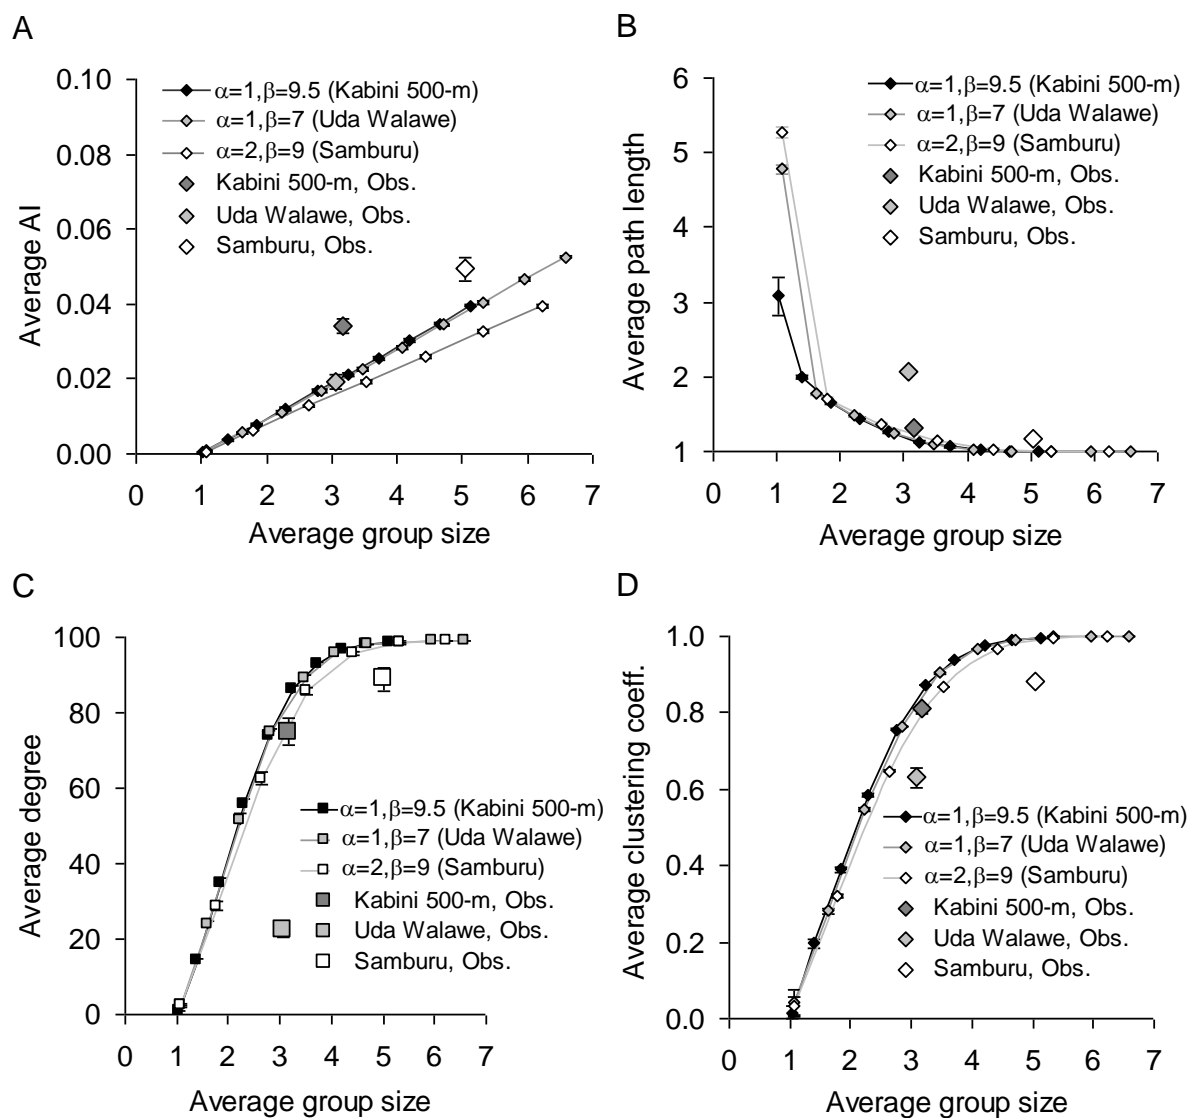 A
0.10
0.08
0.06
0.04
0.02
0.00
Average AI
α=1,β=9.5 (Kabini 500-m)
α=1,β=7 (Uda Walawe)
α=2,β=9 (Samburu)
Kabini 500-m, Obs.
Uda Walawe, Obs.
Samburu, Obs.
0 1 2 3 4 5 6 7
Average group size
B
6
5
4
3
2
1
Average path length
α=1,β=9.5 (Kabini 500-m)
α=1,β=7 (Uda Walawe)
α=2,β=9 (Samburu)
Kabini 500-m, Obs.
Uda Walawe, Obs.
Samburu, Obs.
0 1 2 3 4 5 6 7
Average group size
C
100
80
60
40
20
0
Average degree
α=1,β=9.5 (Kabini 500-m)
α=1,β=7 (Uda Walawe)
α=2,β=9 (Samburu)
Kabini 500-m, Obs.
Uda Walawe, Obs.
Samburu, Obs.
0 1 2 3 4 5 6 7
Average group size
D
1.0
0.8
0.6
0.4
0.2
0.0
Average clustering coeff.
α=1,β=9.5 (Kabini 500-m)
α=1,β=7 (Uda Walawe)
α=2,β=9 (Samburu)
Kabini 500-m, Obs.
Uda Walawe, Obs.
Samburu, Obs.
0 1 2 3 4 5 6 7
Average group size